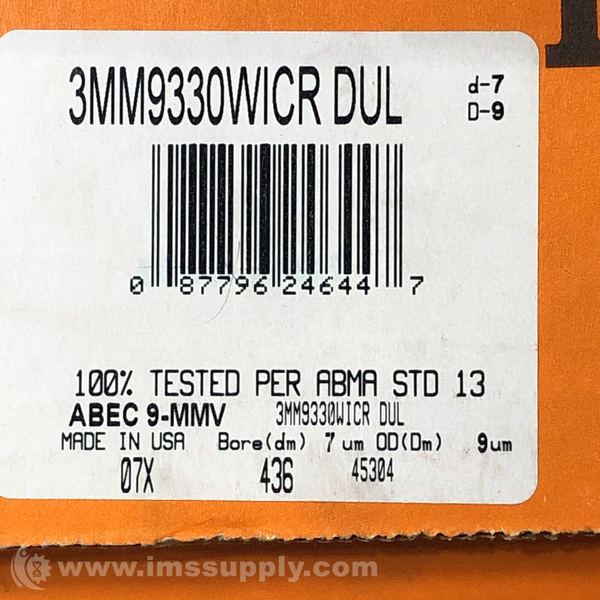 3MM9330WICR DUL
d-7
D-9
0 87796 24644 7
100% TESTED PER ABMA STD 13
ABEC 9-MMV 3MM9330WICR DUL
MADE IN USA Bore(dm) 7 um OD(Dm) 9um
07X 436 45304
www.imssupply.com